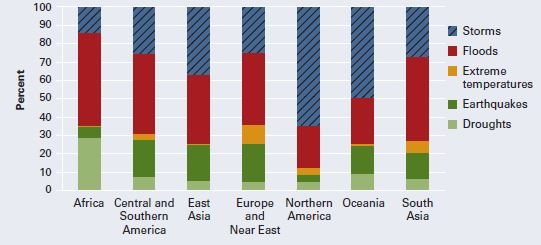 100
90
80
70
60
50
40
30
20
10
0
Percent
Africa
Central and
Southern
America
East
Asia
Europe
and
Near East
Northern
America
Oceania
South
Asia
Storms
Floods
Extreme
temperatures
Earthquakes
Droughts